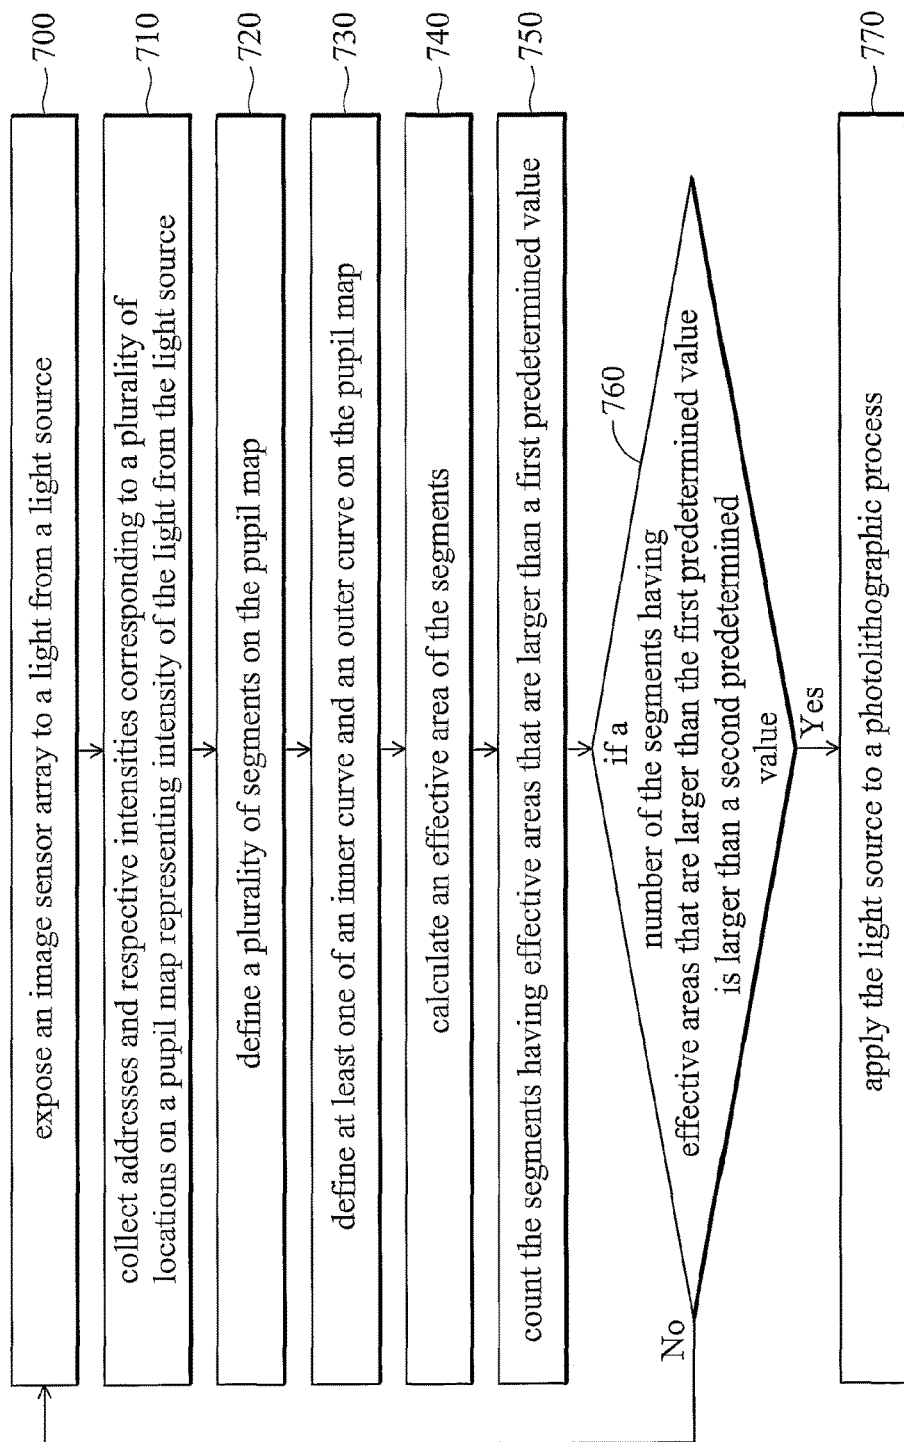 700
expose an image sensor array to a light from a light source
710
collect addresses and respective intensities corresponding to a plurality of
locations on a pupil map representing intensity of the light from the light source
720
define a plurality of segments on the pupil map
730
define at least one of an inner curve and an outer curve on the pupil map
740
calculate an effective area of the segments
750
count the segments having effective areas that are larger than a first predetermined value
760
if a
number of the segments having
effective areas that are larger than the first predetermined value
is larger than a second predetermined
value
No
Yes
770
apply the light source to a photolithographic process